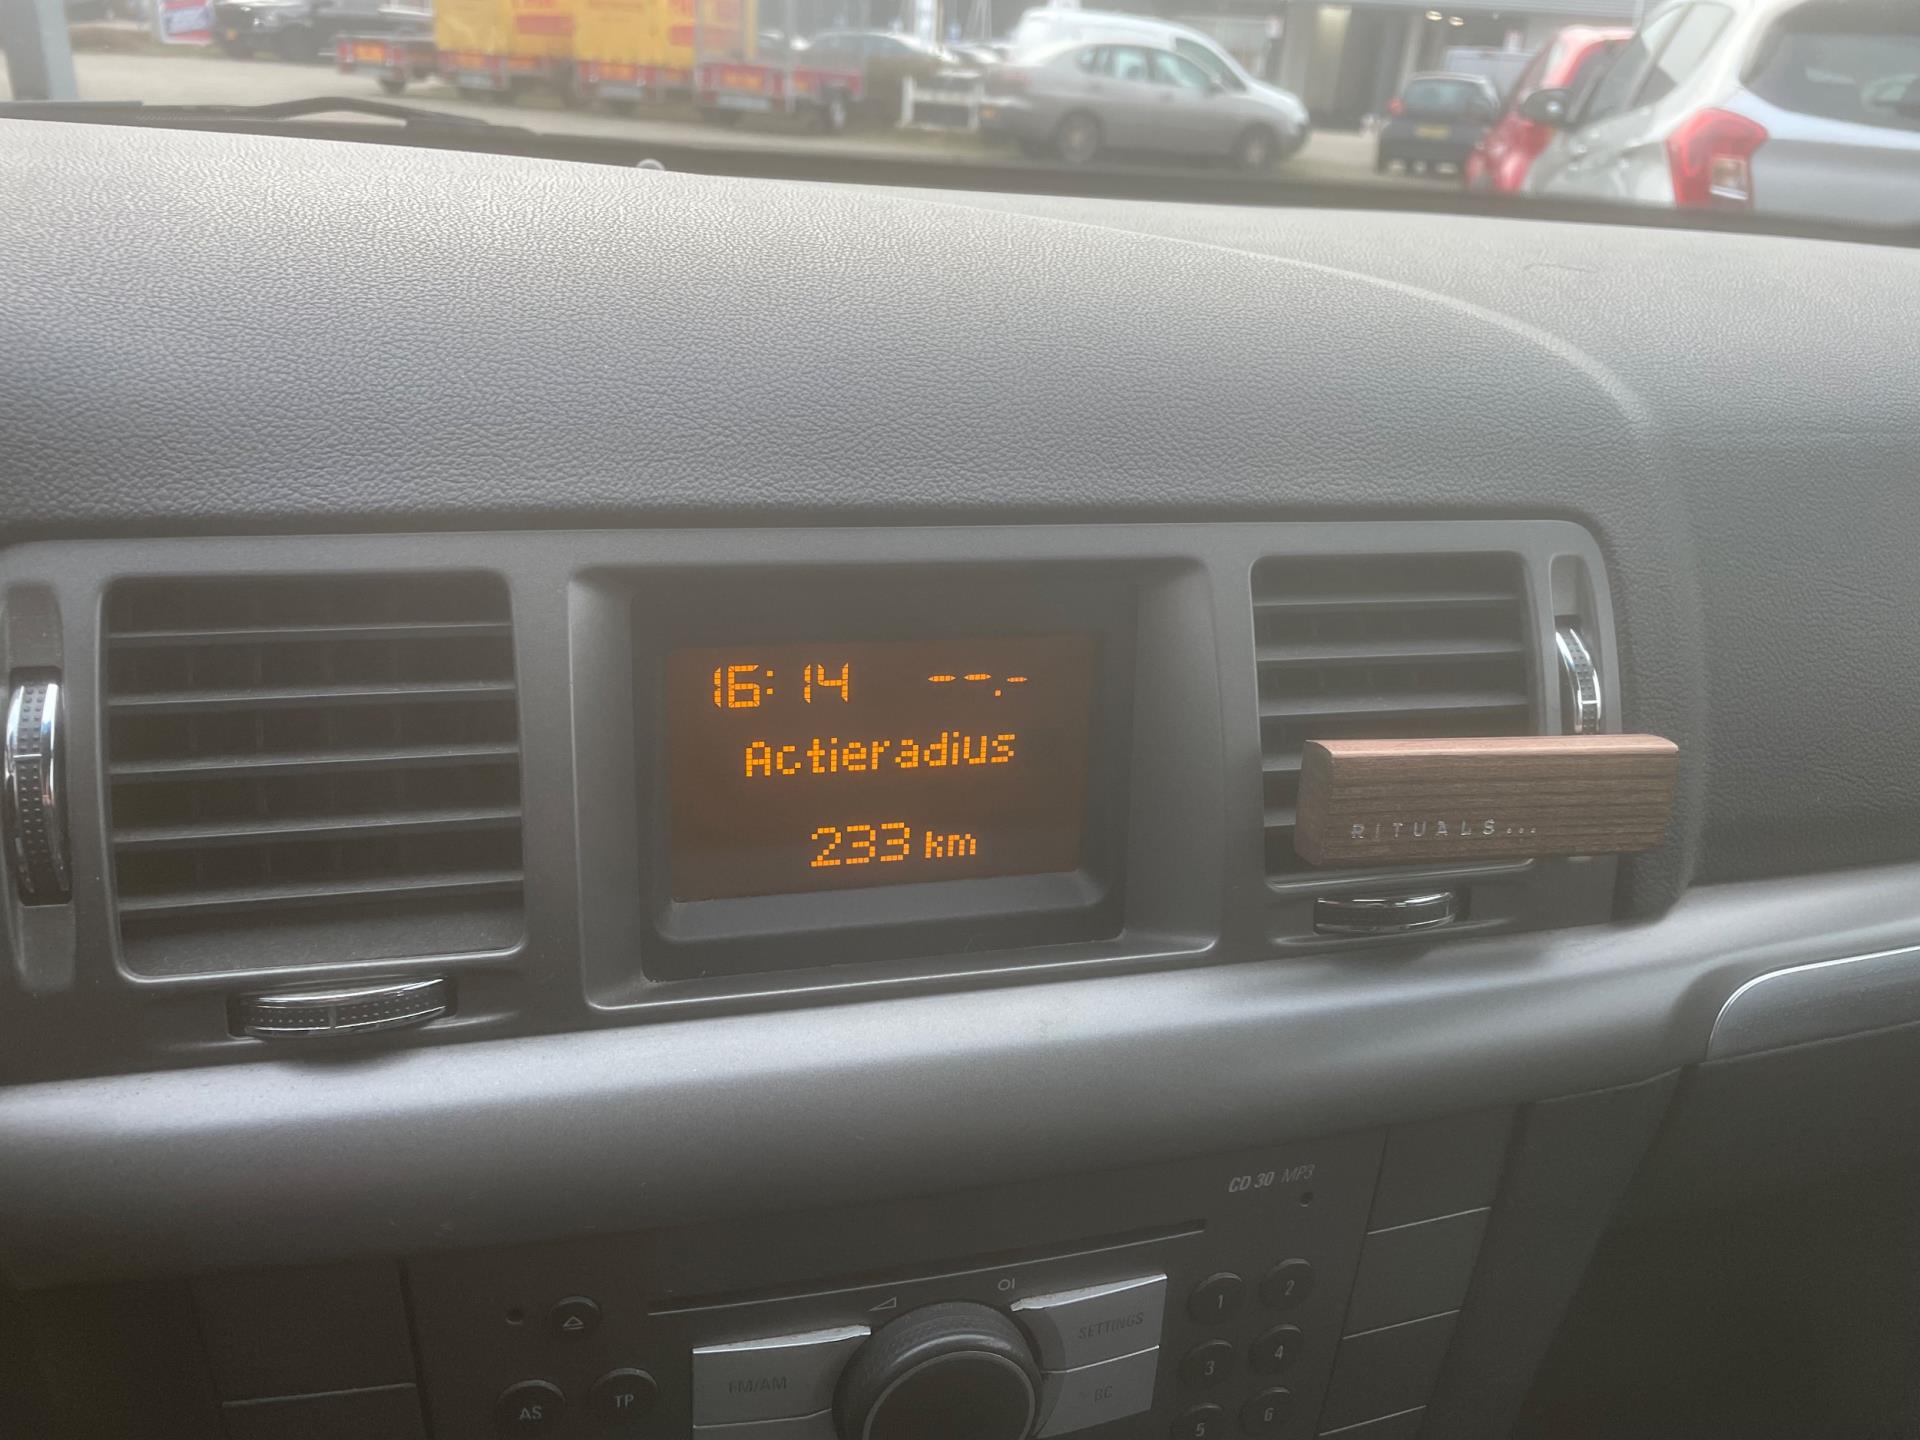 16:14 --.-
Actieradius
233 km
RITUALS...
CD 30 MP3
SETTINGS
FM/AM
BC
AS
TP
1
2
3
4
5
6